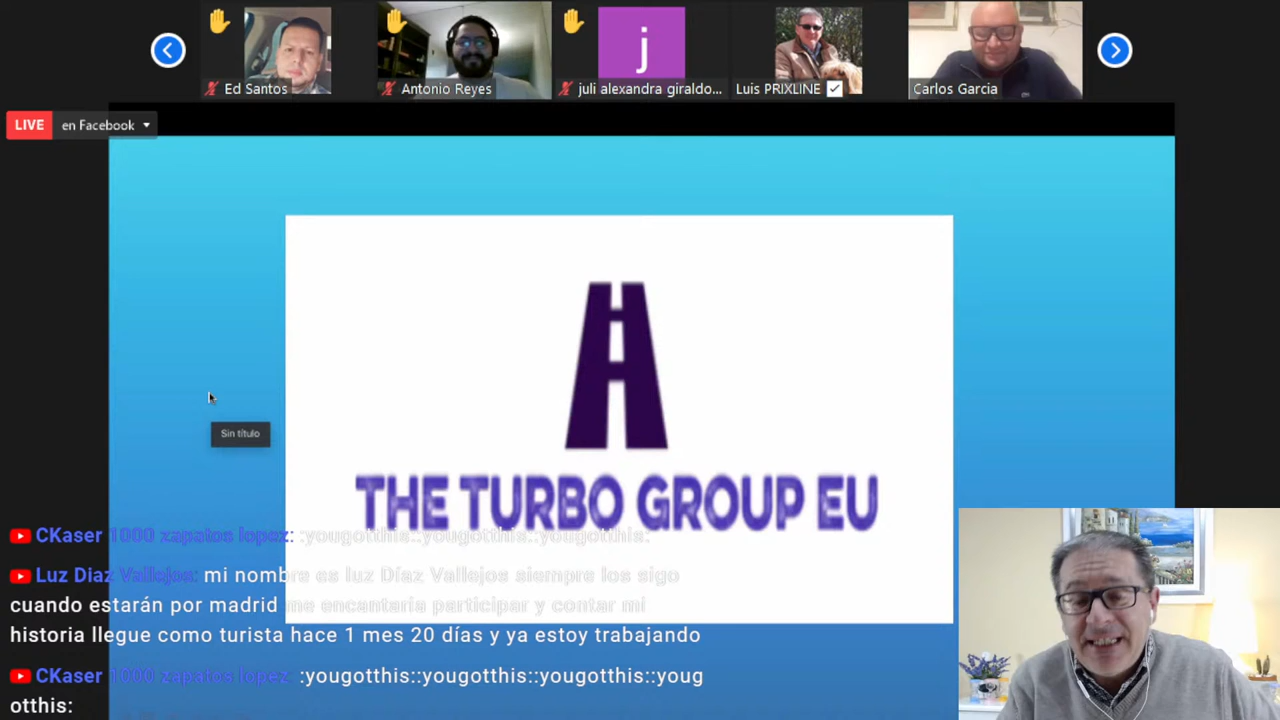 Ed Santos
Antonio Reyes
juli alexandra giraldo...
Luis PRIXLINE
Carlos Garcia
j
LIVE en Facebook
THE TURBO GROUP EU
Sin título
CKaser 1000 zapatos lopez: :yougotthis::yougotthis::yougotthis:
Luz Diaz Vallejos: mi nombre es luz Díaz Vallejos siempre los sigo
cuando estarán por madrid me encantaria participar y contar mi
historia llegue como turista hace 1 mes 20 días y ya estoy trabajando
CKaser 1000 zapatos lopez: :yougotthis::yougotthis::yougotthis::youg
otthis: